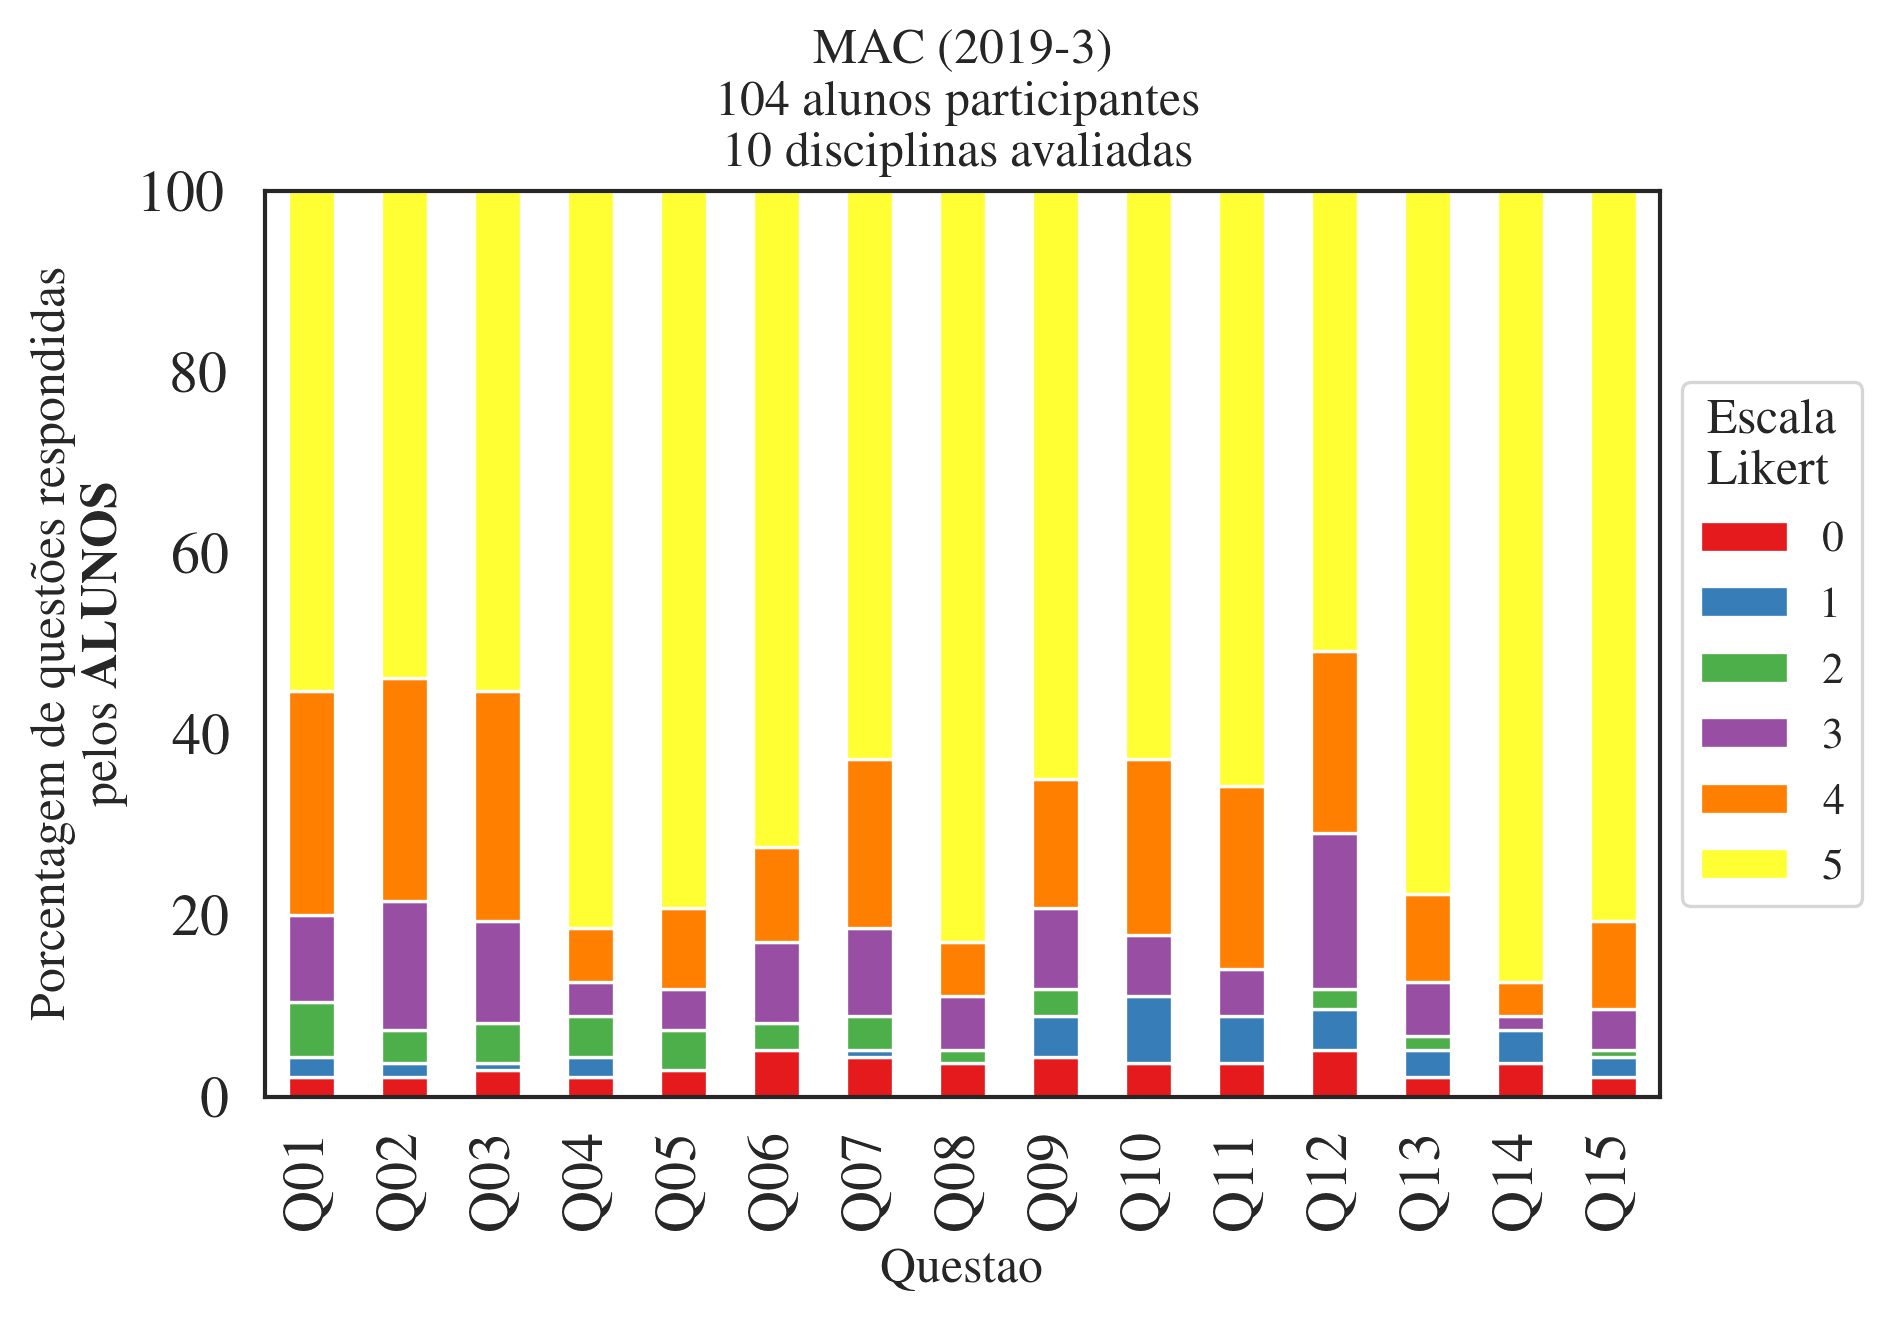 MAC (2019-3)
104 alunos participantes
10 disciplinas avaliadas
Porcentagem de questões respondidas
pelos ALUNOS
100
80
60
40
20
0
Q01
Q02
Q03
Q04
Q05
Q06
Q07
Q08
Q09
Q10
Q11
Q12
Q13
Q14
Q15
Questao
Escala
Likert
0
1
2
3
4
5